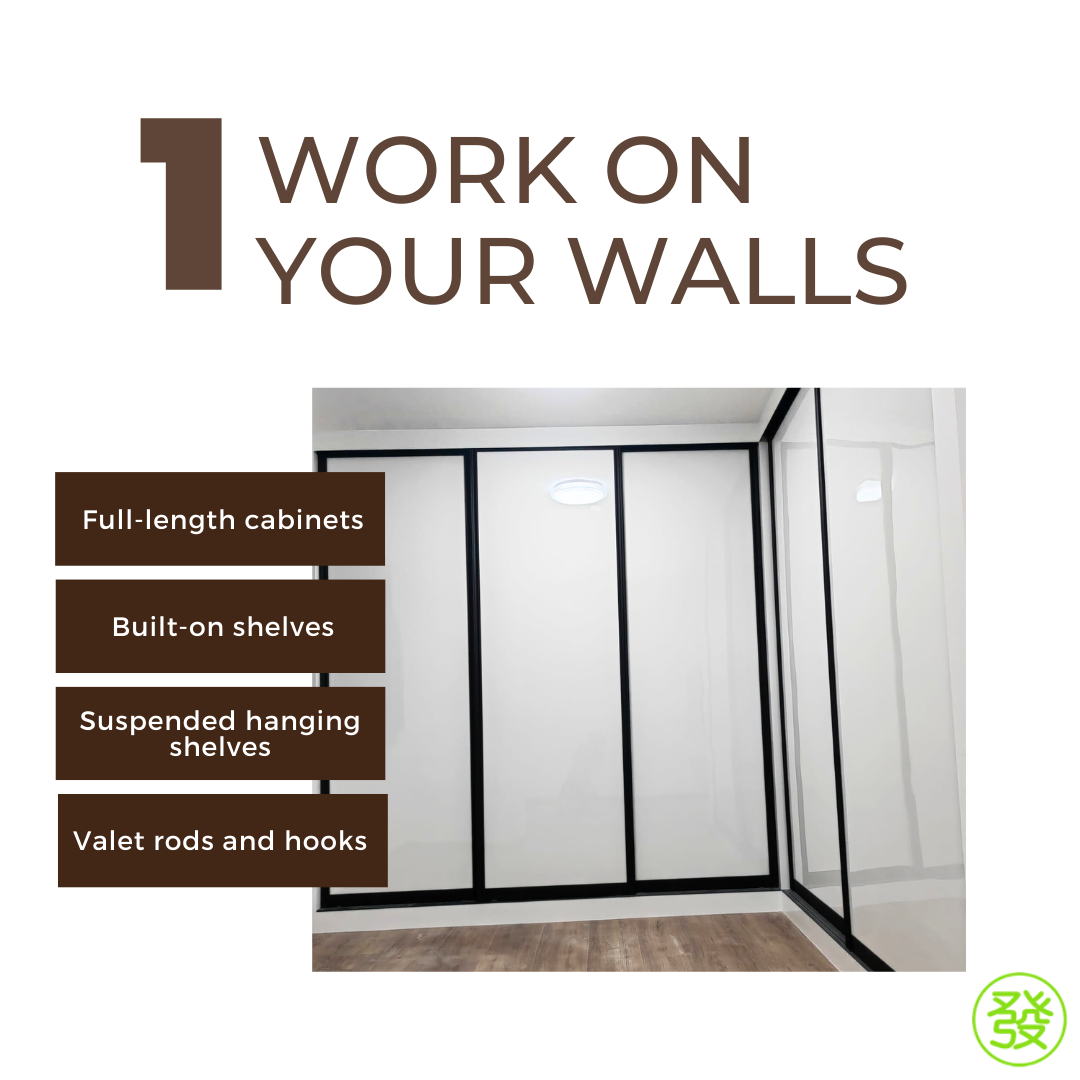 1
WORK ON
YOUR WALLS
Full-length cabinets
Built-on shelves
Suspended hanging
shelves
Valet rods and hooks
發